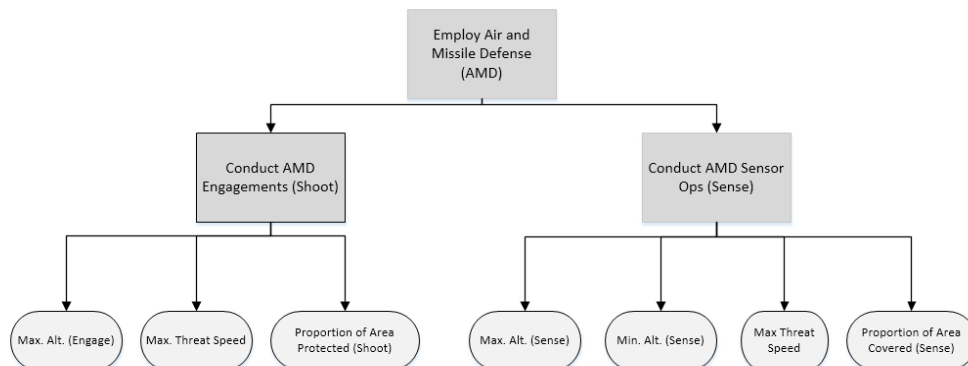 Employ Air and
Missile Defense
(AMD)
Conduct AMD
Engagements (Shoot)
Conduct AMD Sensor
Ops (Sense)
Max. Alt. (Engage)
Max. Threat Speed
Proportion of Area
Protected (Shoot)
Max. Alt. (Sense)
Min. Alt. (Sense)
Max Threat
Speed
Proportion of Area
Covered (Sense)